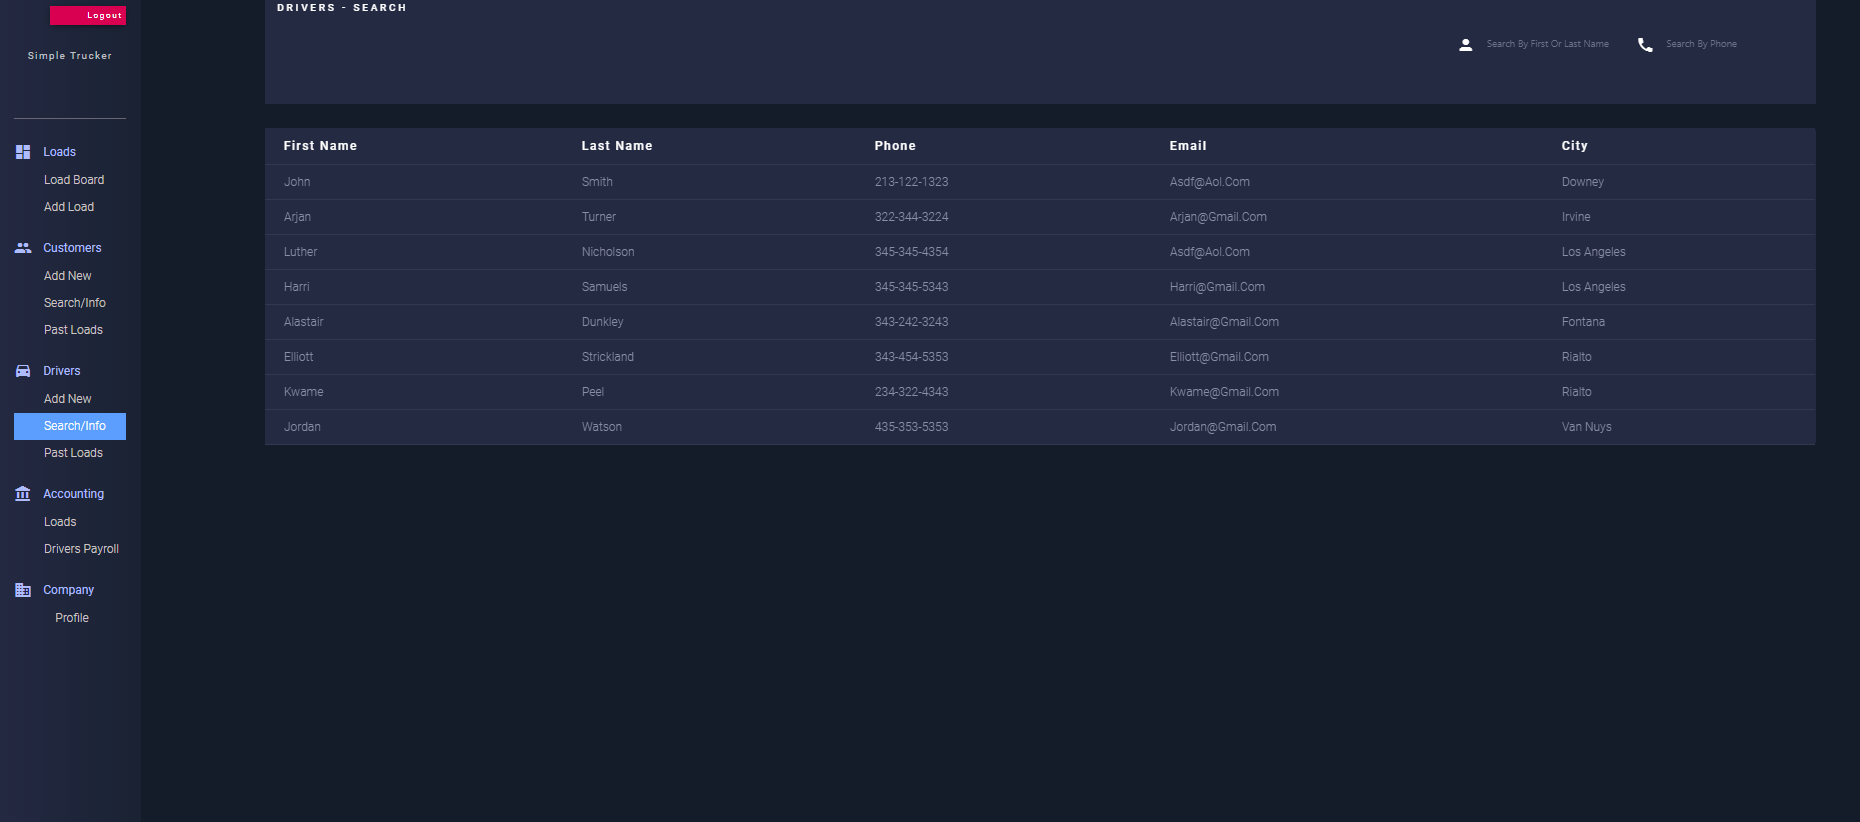 Logout
Simple Trucker
Loads
Load Board
Add Load
Customers
Add New
Search/Info
Past Loads
Drivers
Add New
Search/Info
Past Loads
Accounting
Loads
Drivers Payroll
Company
Profile
DRIVERS - SEARCH
Search By First Or Last Name Search By Phone
First Name Last Name Phone Email City
John Smith 213-122-1323 Asdf@Aol.Com Downey
Arjan Turner 322-344-3224 Arjan@Gmail.Com Irvine
Luther Nicholson 345-345-4354 Asdf@Aol.Com Los Angeles
Harri Samuels 345-345-5343 Harri@Gmail.Com Los Angeles
Alastair Dunkley 343-242-3243 Alastair@Gmail.Com Fontana
Elliott Strickland 343-454-5353 Elliott@Gmail.Com Rialto
Kwame Peel 234-322-4343 Kwame@Gmail.Com Rialto
Jordan Watson 435-353-5353 Jordan@Gmail.Com Van Nuys